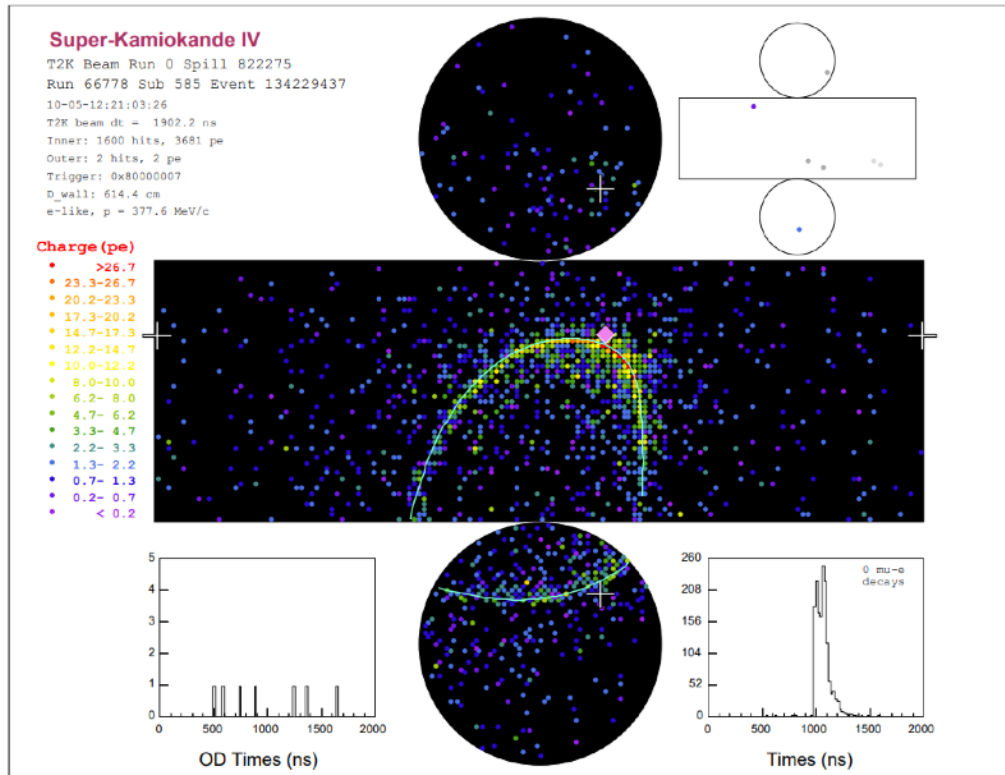 Super-Kamiokande IV
T2K Beam Run 0 Spill 822275
Run 66778 Sub 585 Event 134229437
10-05-12:21:03:26
T2K beam dt = 1902.2 ns
Inner: 1600 hits, 3681 pe
Outer: 2 hits, 2 pe
Trigger: 0x80000007
D_wall: 614.4 cm
e-like, p = 377.6 MeV/c
Charge(pe)
>26.7
23.3-26.7
20.2-23.3
17.3-20.2
14.7-17.3
12.2-14.7
10.0-12.2
8.0-10.0
6.2- 8.0
4.7- 6.2
3.3- 4.7
2.2- 3.3
1.3- 2.2
0.7- 1.3
0.2- 0.7
< 0.2
5
4
3
2
1
0
0 500 1000 1500 2000
OD Times (ns)
0 mu-e
decays
260
208
156
104
52
0
0 500 1000 1500 2000
Times (ns)